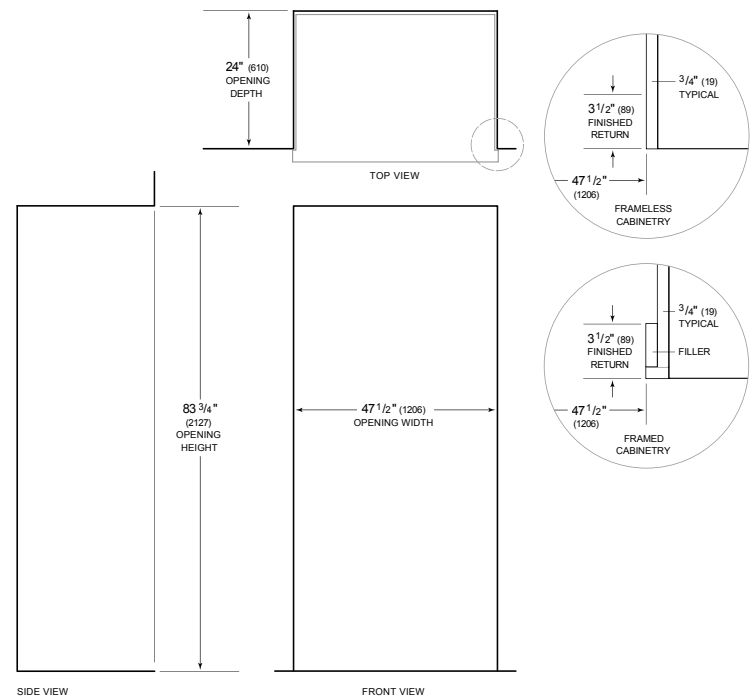 24" (610)
OPENING
DEPTH
TOP VIEW
3/4" (19)
TYPICAL
3 1/2" (89)
FINISHED
RETURN
47 1/2"
(1206)
FRAMELESS
CABINETRY
3/4" (19)
TYPICAL
3 1/2" (89)
FINISHED
RETURN
FILLER
47 1/2"
(1206)
FRAMED
CABINETRY
83 3/4"
(2127)
OPENING
HEIGHT
47 1/2" (1206)
OPENING WIDTH
SIDE VIEW
FRONT VIEW